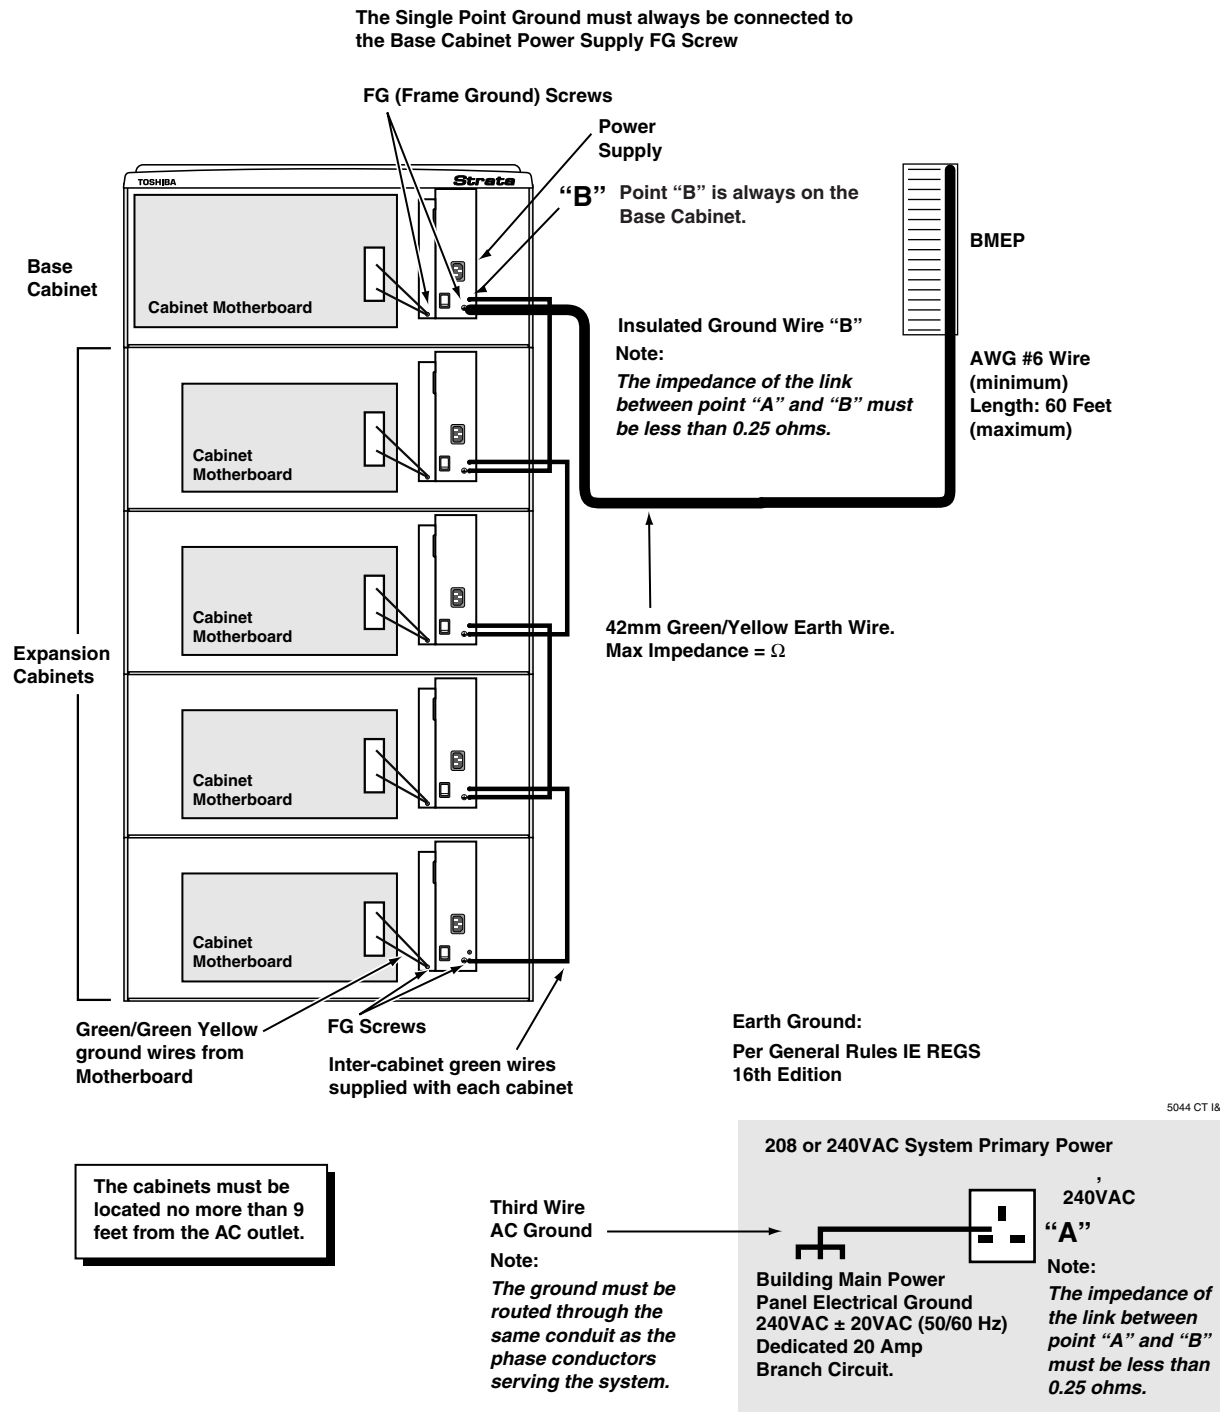 The Single Point Ground must always be connected to
the Base Cabinet Power Supply FG Screw
FG (Frame Ground) Screws
Power
Supply
TOSHIBA
Strata
“B”
Point “B” is always on the
Base Cabinet.
BMEP
Base
Cabinet
Cabinet Motherboard
Insulated Ground Wire “B”
Note:
The impedance of the link
between point “A” and “B” must
be less than 0.25 ohms.
AWG #6 Wire
(minimum)
Length: 60 Feet
(maximum)
Cabinet
Motherboard
Cabinet
Motherboard
42mm Green/Yellow Earth Wire.
Max Impedance = Ω
Expansion
Cabinets
Cabinet
Motherboard
Cabinet
Motherboard
Green/Green Yellow
ground wires from
Motherboard
FG Screws
Inter-cabinet green wires
supplied with each cabinet
Earth Ground:
Per General Rules IE REGS
16th Edition
5044 CT I&
The cabinets must be
located no more than 9
feet from the AC outlet.
Third Wire
AC Ground
Note:
The ground must be
routed through the
same conduit as the
phase conductors
serving the system.
208 or 240VAC System Primary Power
,
240VAC
“A”
Building Main Power
Panel Electrical Ground
240VAC ± 20VAC (50/60 Hz)
Dedicated 20 Amp
Branch Circuit.
Note:
The impedance of
the link between
point “A” and “B”
must be less than
0.25 ohms.